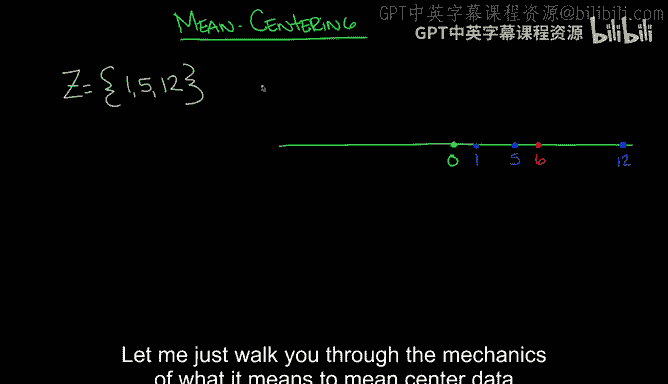 GPT中英字幕课程资源@bilibili.com
MEAN-CENTERING
GPT中英字幕课程资源 bilibili
Z={1,5,12}
0 1 5 6 12
Let me just walk you through the mechanics
of what it means to mean center data